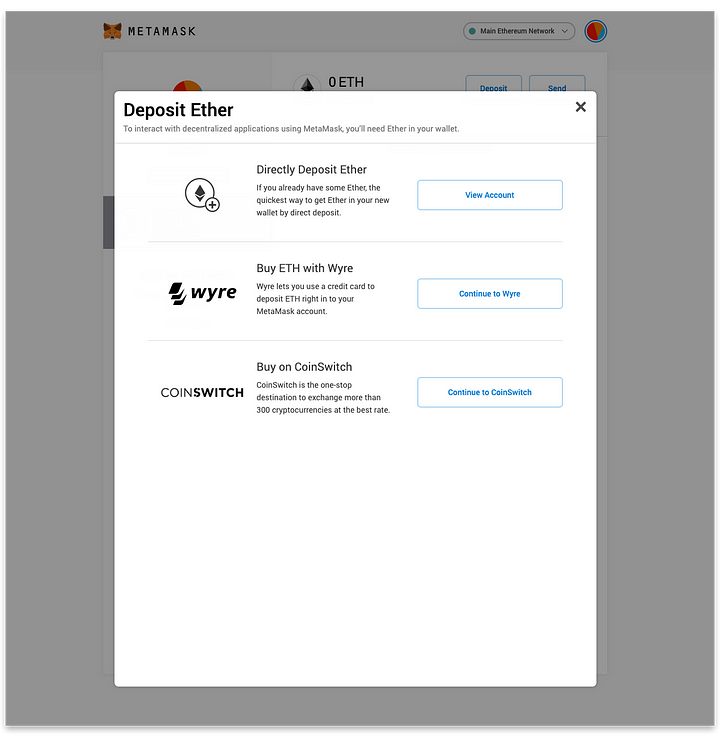 METAMASK
Main Ethereum Network
0 ETH
Deposit
Send
Deposit Ether
To interact with decentralized applications using MetaMask, you'll need Ether in your wallet.
Directly Deposit Ether
If you already have some Ether, the
quickest way to get Ether in your new
wallet by direct deposit.
View Account
wyre
Buy ETH with Wyre
Wyre lets you use a credit card to
deposit ETH right in to your
MetaMask account.
Continue to Wyre
COINSWITCH
Buy on CoinSwitch
CoinSwitch is the one-stop
destination to exchange more than
300 cryptocurrencies at the best rate.
Continue to CoinSwitch